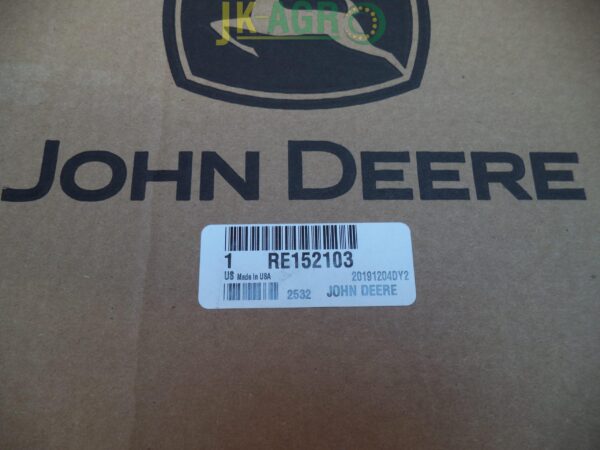 JK-AGRO
JOHN DEERE
1 RE152103
US Made In USA 20191204DY2
2532 JOHN DEERE